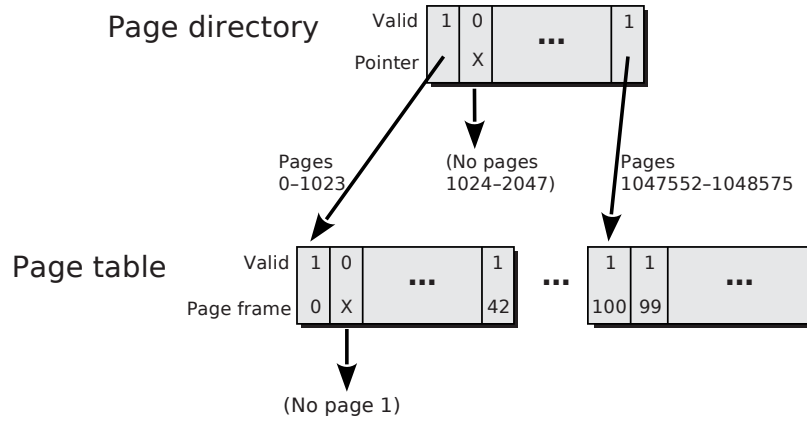 Page directory
Valid 1 0 ... 1
Pointer X
Pages
0–1023
(No pages
1024–2047)
Pages
1047552–1048575
Page table
Valid 1 0 ... 1 ... 1 1 ...
Page frame 0 X 42 100 99
(No page 1)